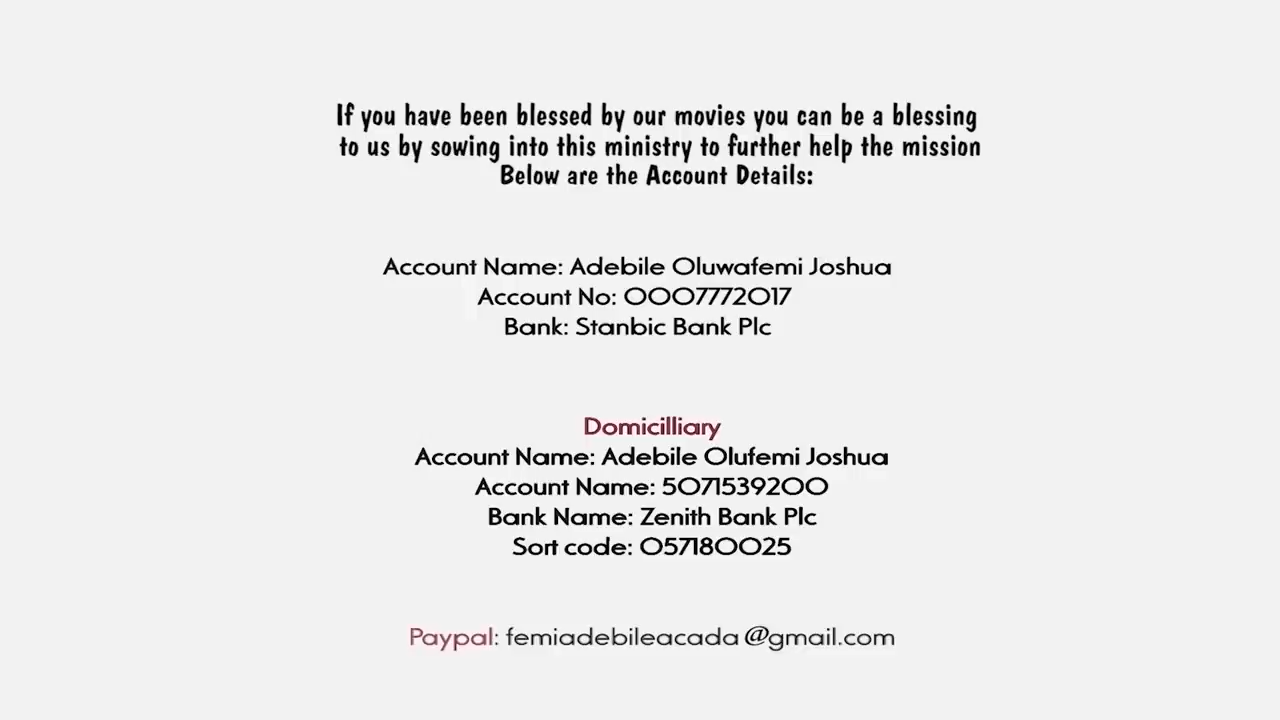 If you have been blessed by our movies you can be a blessing
to us by sowing into this ministry to further help the mission
Below are the Account Details:
Account Name: Adebile Oluwafemi Joshua
Account No: 0007772017
Bank: Stanbic Bank Plc
Domicilliary
Account Name: Adebile Olufemi Joshua
Account Name: 5071539200
Bank Name: Zenith Bank Plc
Sort code: 057180025
Paypal: femiadebileacada@gmail.com